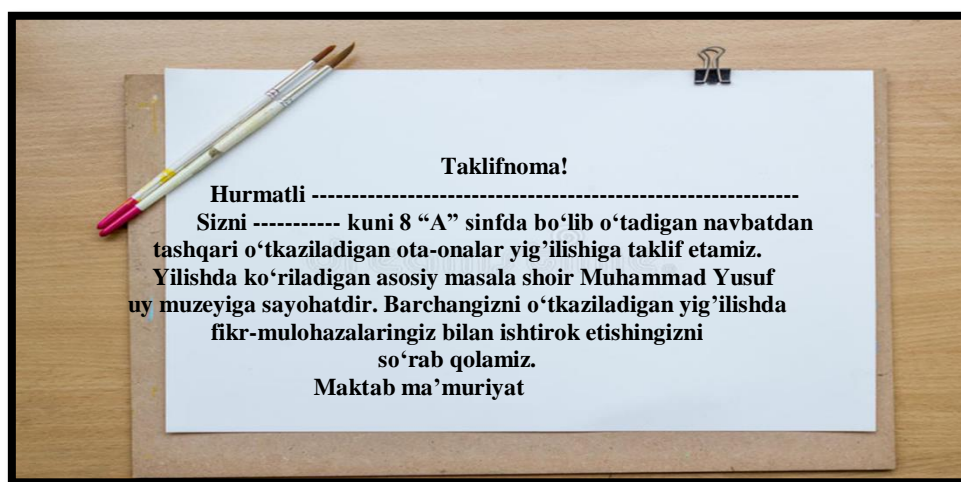 Taklifnoma!
Hurmatli -------------------------------------------------------------
Sizni ----------- kuni 8 “A” sinfda bo‘lib o‘tadigan navbatdan
tashqari o‘tkaziladigan ota-onalar yig’ilishiga taklif etamiz.
Yilishda ko‘riladigan asosiy masala shoir Muhammad Yusuf
uy muzeyiga sayohatdir. Barchangizni o‘tkaziladigan yig’ilishda
fikr-mulohazalaringiz bilan ishtirok etishingizni
so‘rab qolamiz.
Maktab ma’muriyat